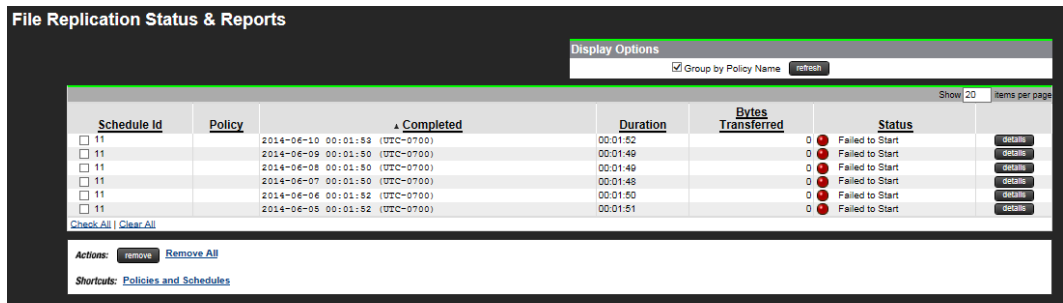 File Replication Status & Reports
Display Options
Group by Policy Name refresh
Show 20 items per page
Schedule Id Policy Completed Duration Bytes Transferred Status
11 2014-06-10 00:01:53 (UTC-0700) 00:01:52 0 Failed to Start details
11 2014-06-09 00:01:50 (UTC-0700) 00:01:49 0 Failed to Start details
11 2014-06-08 00:01:50 (UTC-0700) 00:01:49 0 Failed to Start details
11 2014-06-07 00:01:50 (UTC-0700) 00:01:48 0 Failed to Start details
11 2014-06-06 00:01:52 (UTC-0700) 00:01:50 0 Failed to Start details
11 2014-06-05 00:01:52 (UTC-0700) 00:01:51 0 Failed to Start details
Check All | Clear All
Actions: remove Remove All
Shortcuts: Policies and Schedules